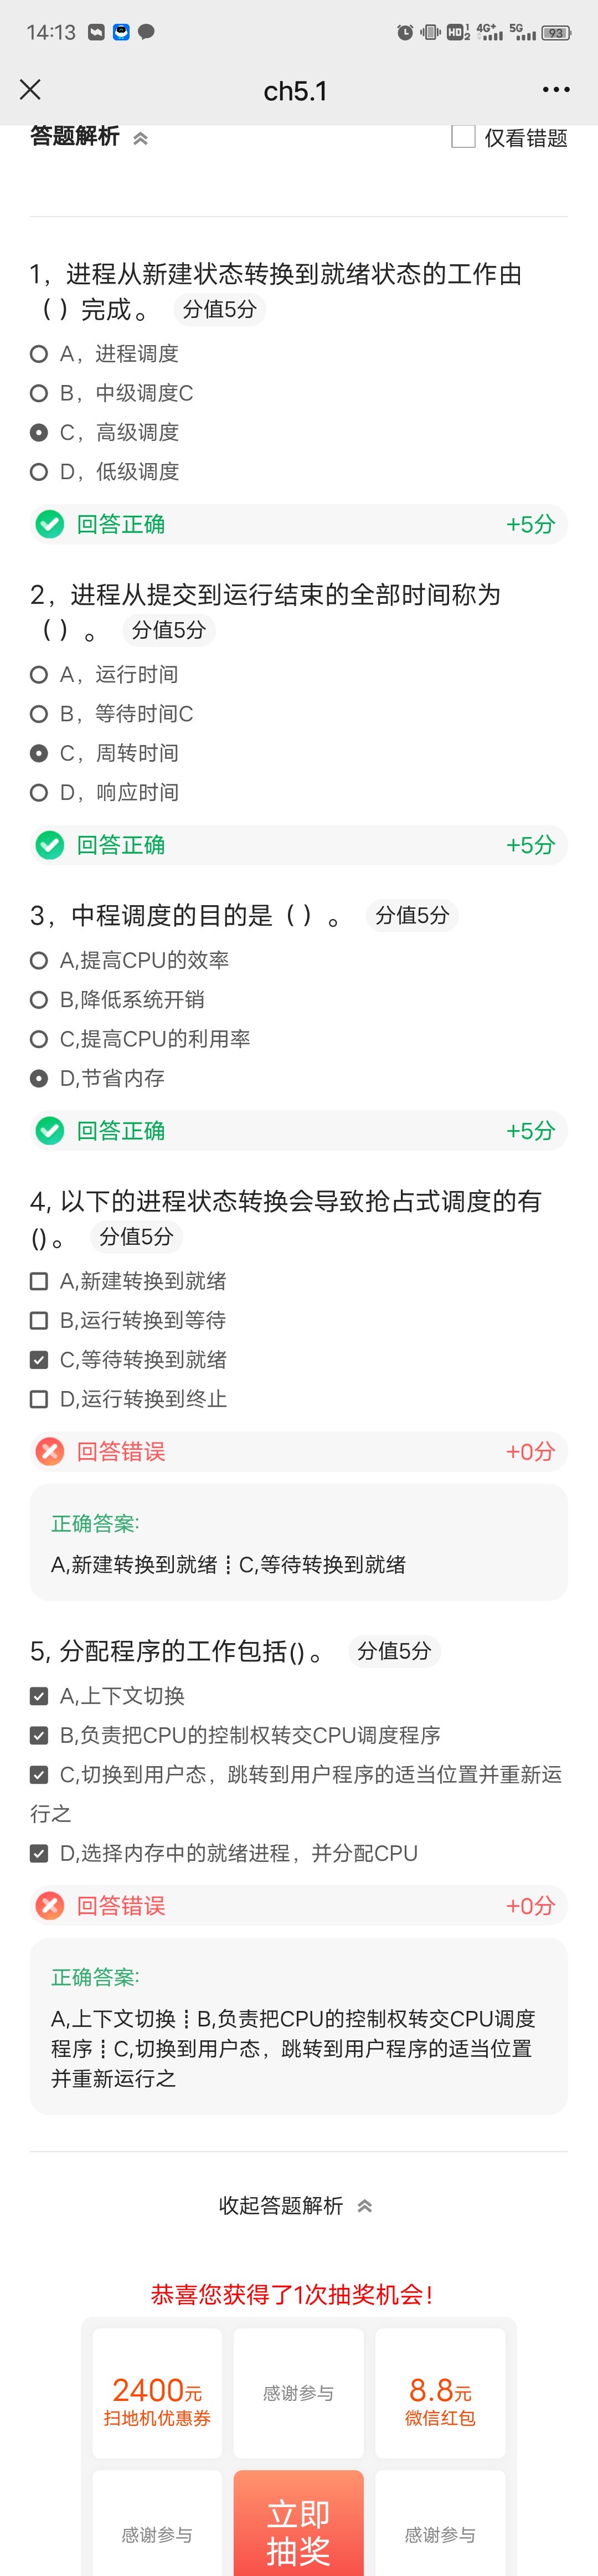 14:13
HD 1 2 4G+ 5G 93
ch5.1
答题解析
仅看错题
1，进程从新建状态转换到就绪状态的工作由
（ ）完成。 分值5分
A，进程调度
B，中级调度C
C，高级调度
D，低级调度
回答正确 +5分
2，进程从提交到运行结束的全部时间称为
（ ）。 分值5分
A，运行时间
B，等待时间C
C，周转时间
D，响应时间
回答正确 +5分
3，中程调度的目的是（ ）。 分值5分
A,提高CPU的效率
B,降低系统开销
C,提高CPU的利用率
D,节省内存
回答正确 +5分
4, 以下的进程状态转换会导致抢占式调度的有
()。 分值5分
A,新建转换到就绪
B,运行转换到等待
C,等待转换到就绪
D,运行转换到终止
回答错误 +0分
正确答案:
A,新建转换到就绪┋C,等待转换到就绪
5, 分配程序的工作包括()。 分值5分
A,上下文切换
B,负责把CPU的控制权转交CPU调度程序
C,切换到用户态，跳转到用户程序的适当位置并重新运
行之
D,选择内存中的就绪进程，并分配CPU
回答错误 +0分
正确答案:
A,上下文切换┋B,负责把CPU的控制权转交CPU调度
程序┋C,切换到用户态，跳转到用户程序的适当位置
并重新运行之
收起答题解析
恭喜您获得了1次抽奖机会！
2400元 感谢参与 8.8元
扫地机优惠券 微信红包
感谢参与 立即 感谢参与
抽奖